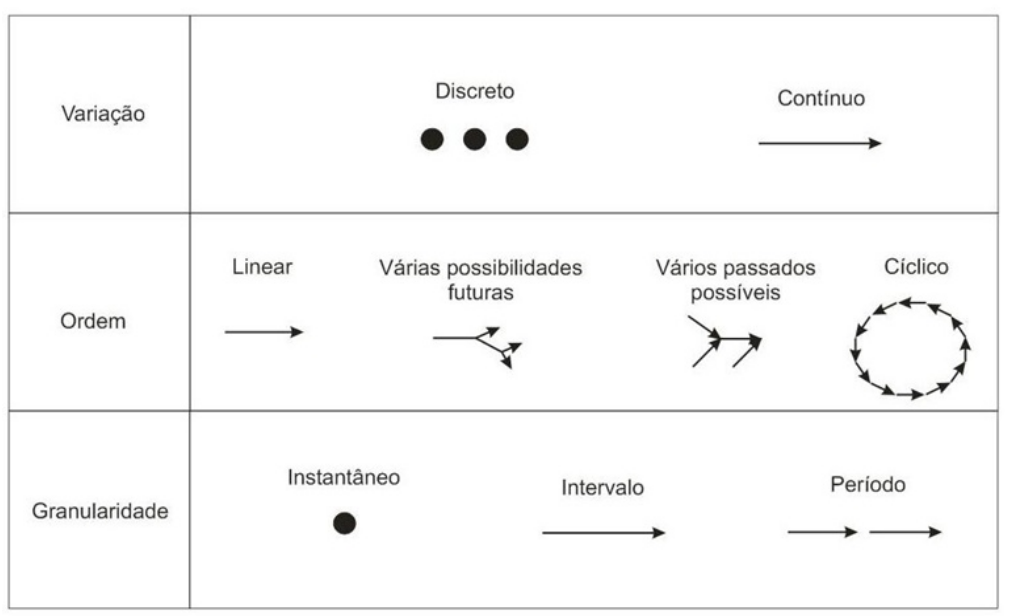 Variação
Discreto
Contínuo
Ordem
Linear
Várias possibilidades
futuras
Vários passados
possíveis
Cíclico
Granularidade
Instantâneo
Intervalo
Período